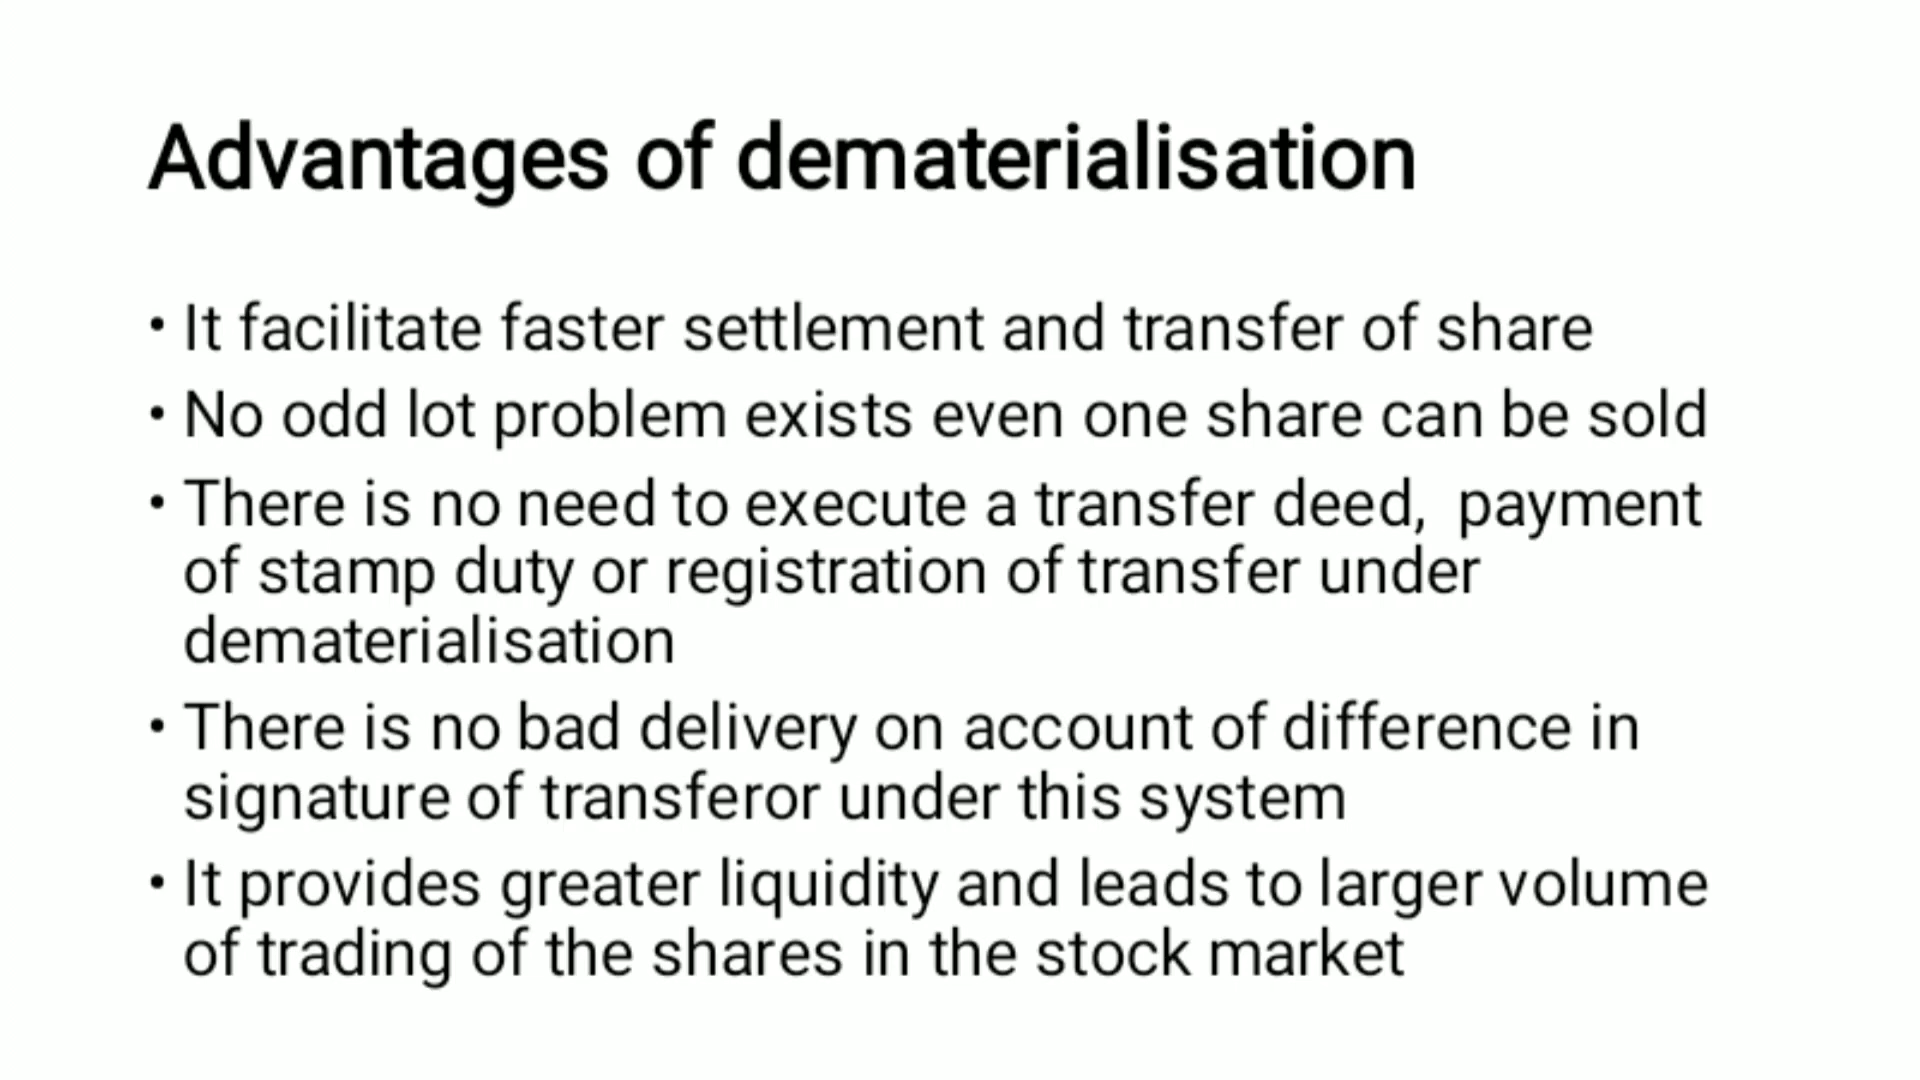 Advantages of dematerialisation
• It facilitate faster settlement and transfer of share
• No odd lot problem exists even one share can be sold
• There is no need to execute a transfer deed,  payment
of stamp duty or registration of transfer under
dematerialisation
• There is no bad delivery on account of difference in
signature of transferor under this system
• It provides greater liquidity and leads to larger volume
of trading of the shares in the stock market